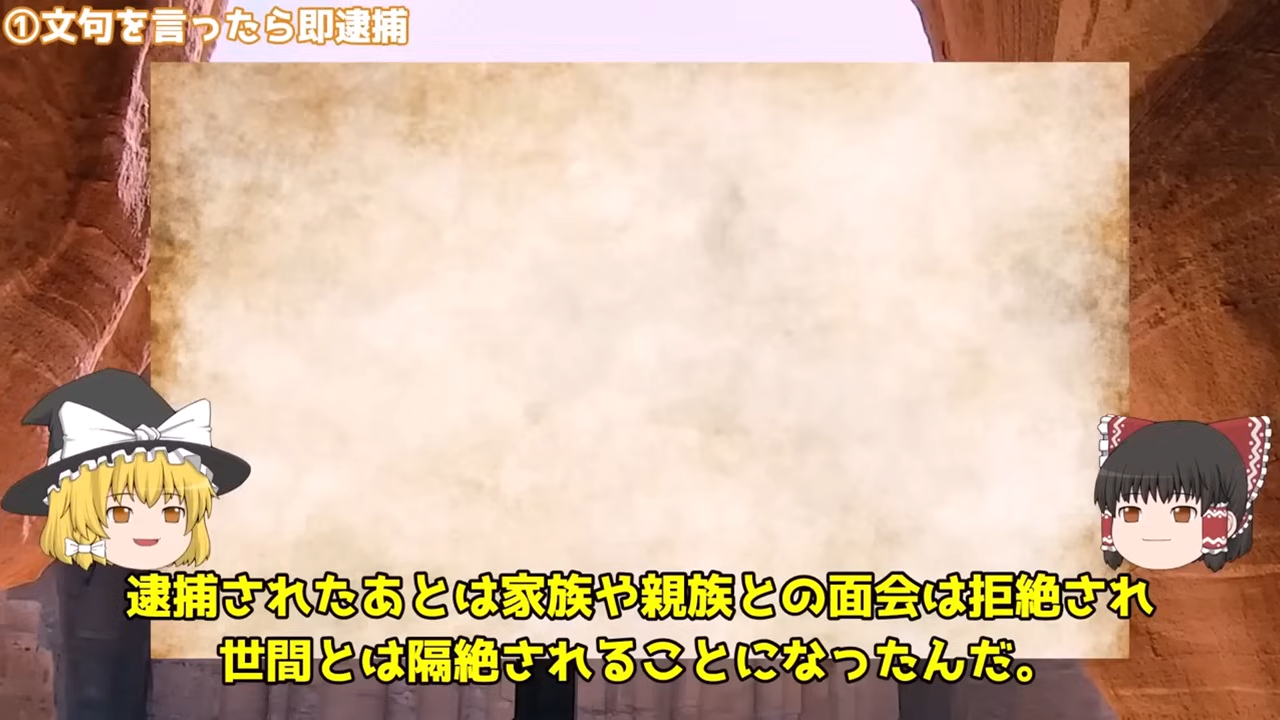 ①文句を言ったら即逮捕
逮捕されたあとは家族や親族との面会は拒絶され
世間とは隔絶されることになったんだ。